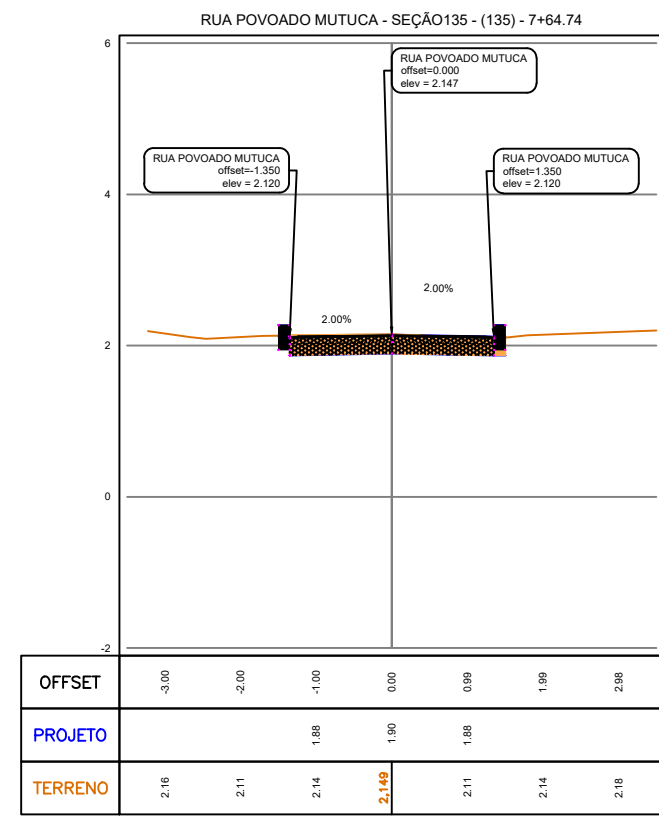 RUA POVOADO MUTUCA - SEÇÃO135 - (135) - 7+64.74
6
RUA POVOADO MUTUCA
offset=0.000
elev = 2.147
RUA POVOADO MUTUCA
offset=-1.350
elev = 2.120
RUA POVOADO MUTUCA
offset=1.350
elev = 2.120
4
2.00%
2.00%
2
0
-2
OFFSET -3.00 -2.00 -1.00 0.00 0.99 1.99 2.98
PROJETO 1.88 1.90 1.88
TERRENO 2.16 2.11 2.14 2,149 2.11 2.14 2.18